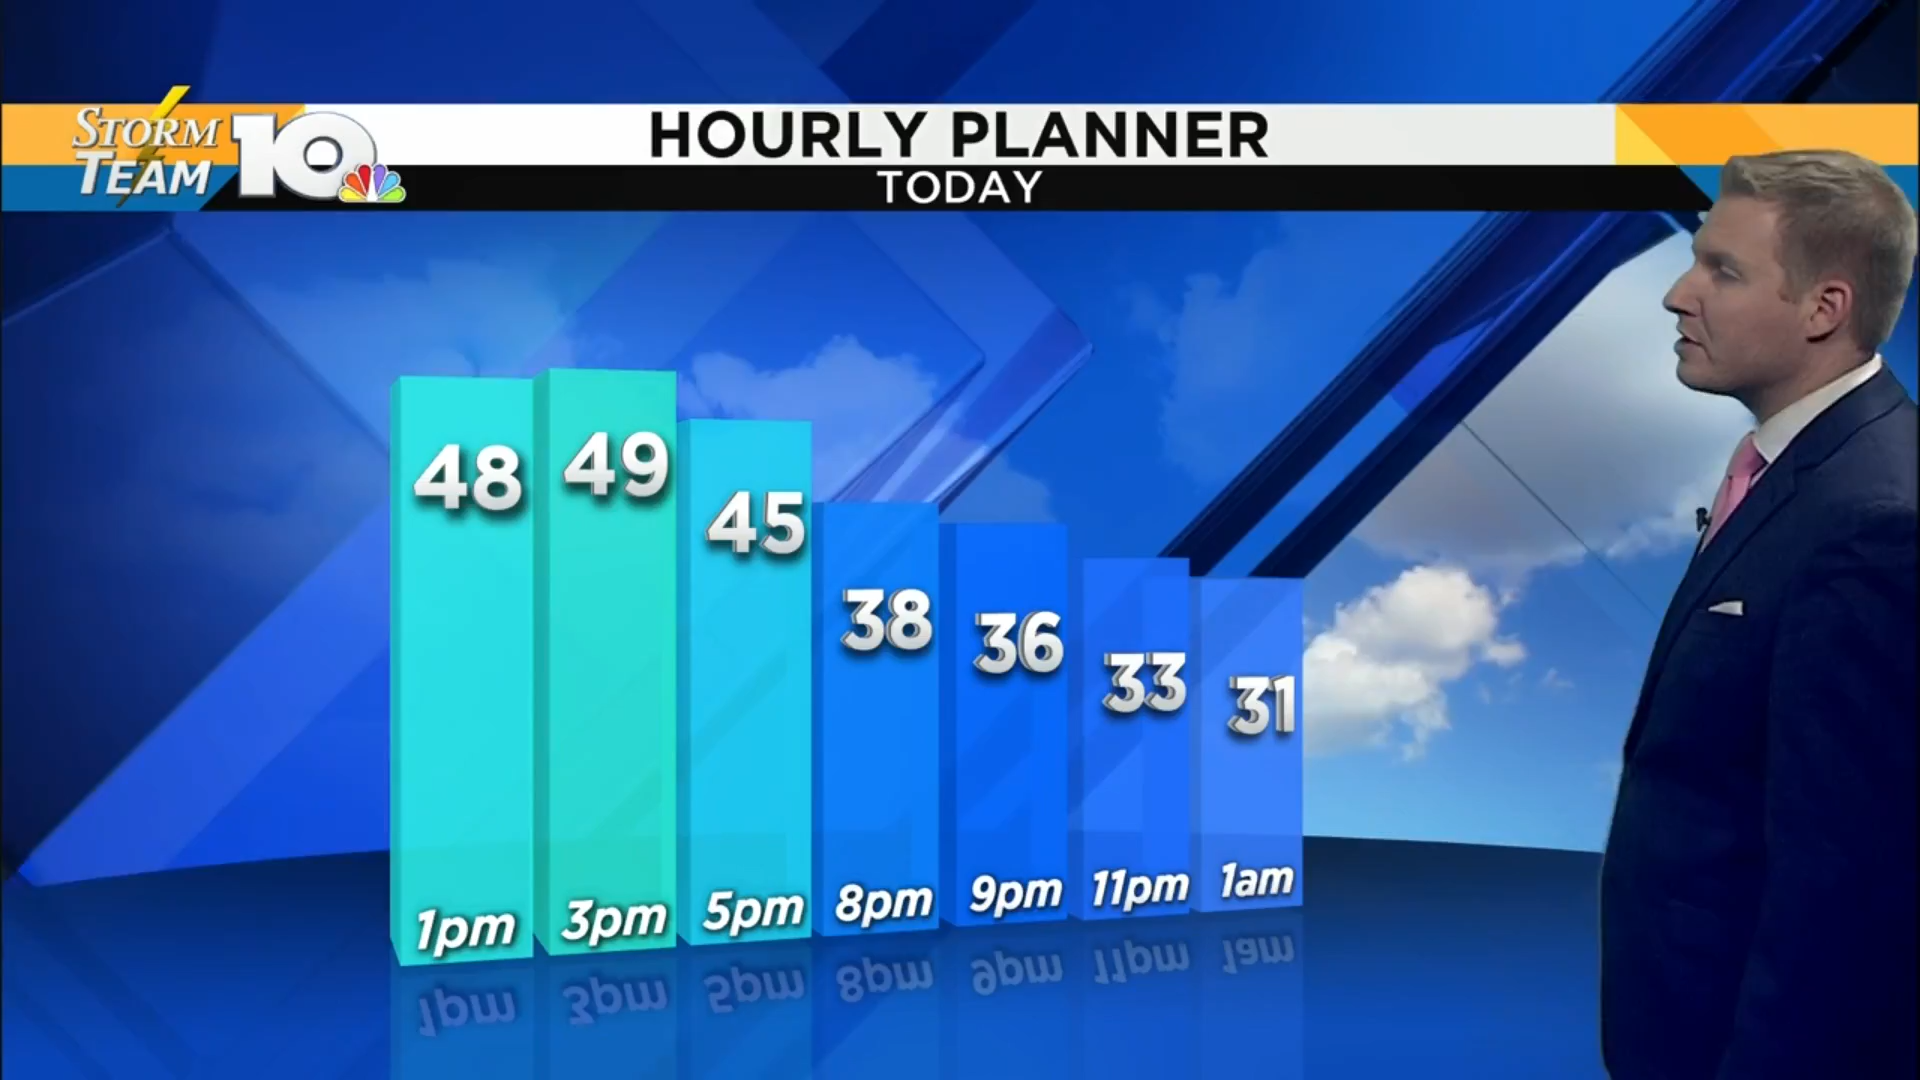 STORM
TEAM
10
HOURLY PLANNER
TODAY
48
49
45
38
36
33
31
1pm
3pm
5pm
8pm
9pm
11pm
1am